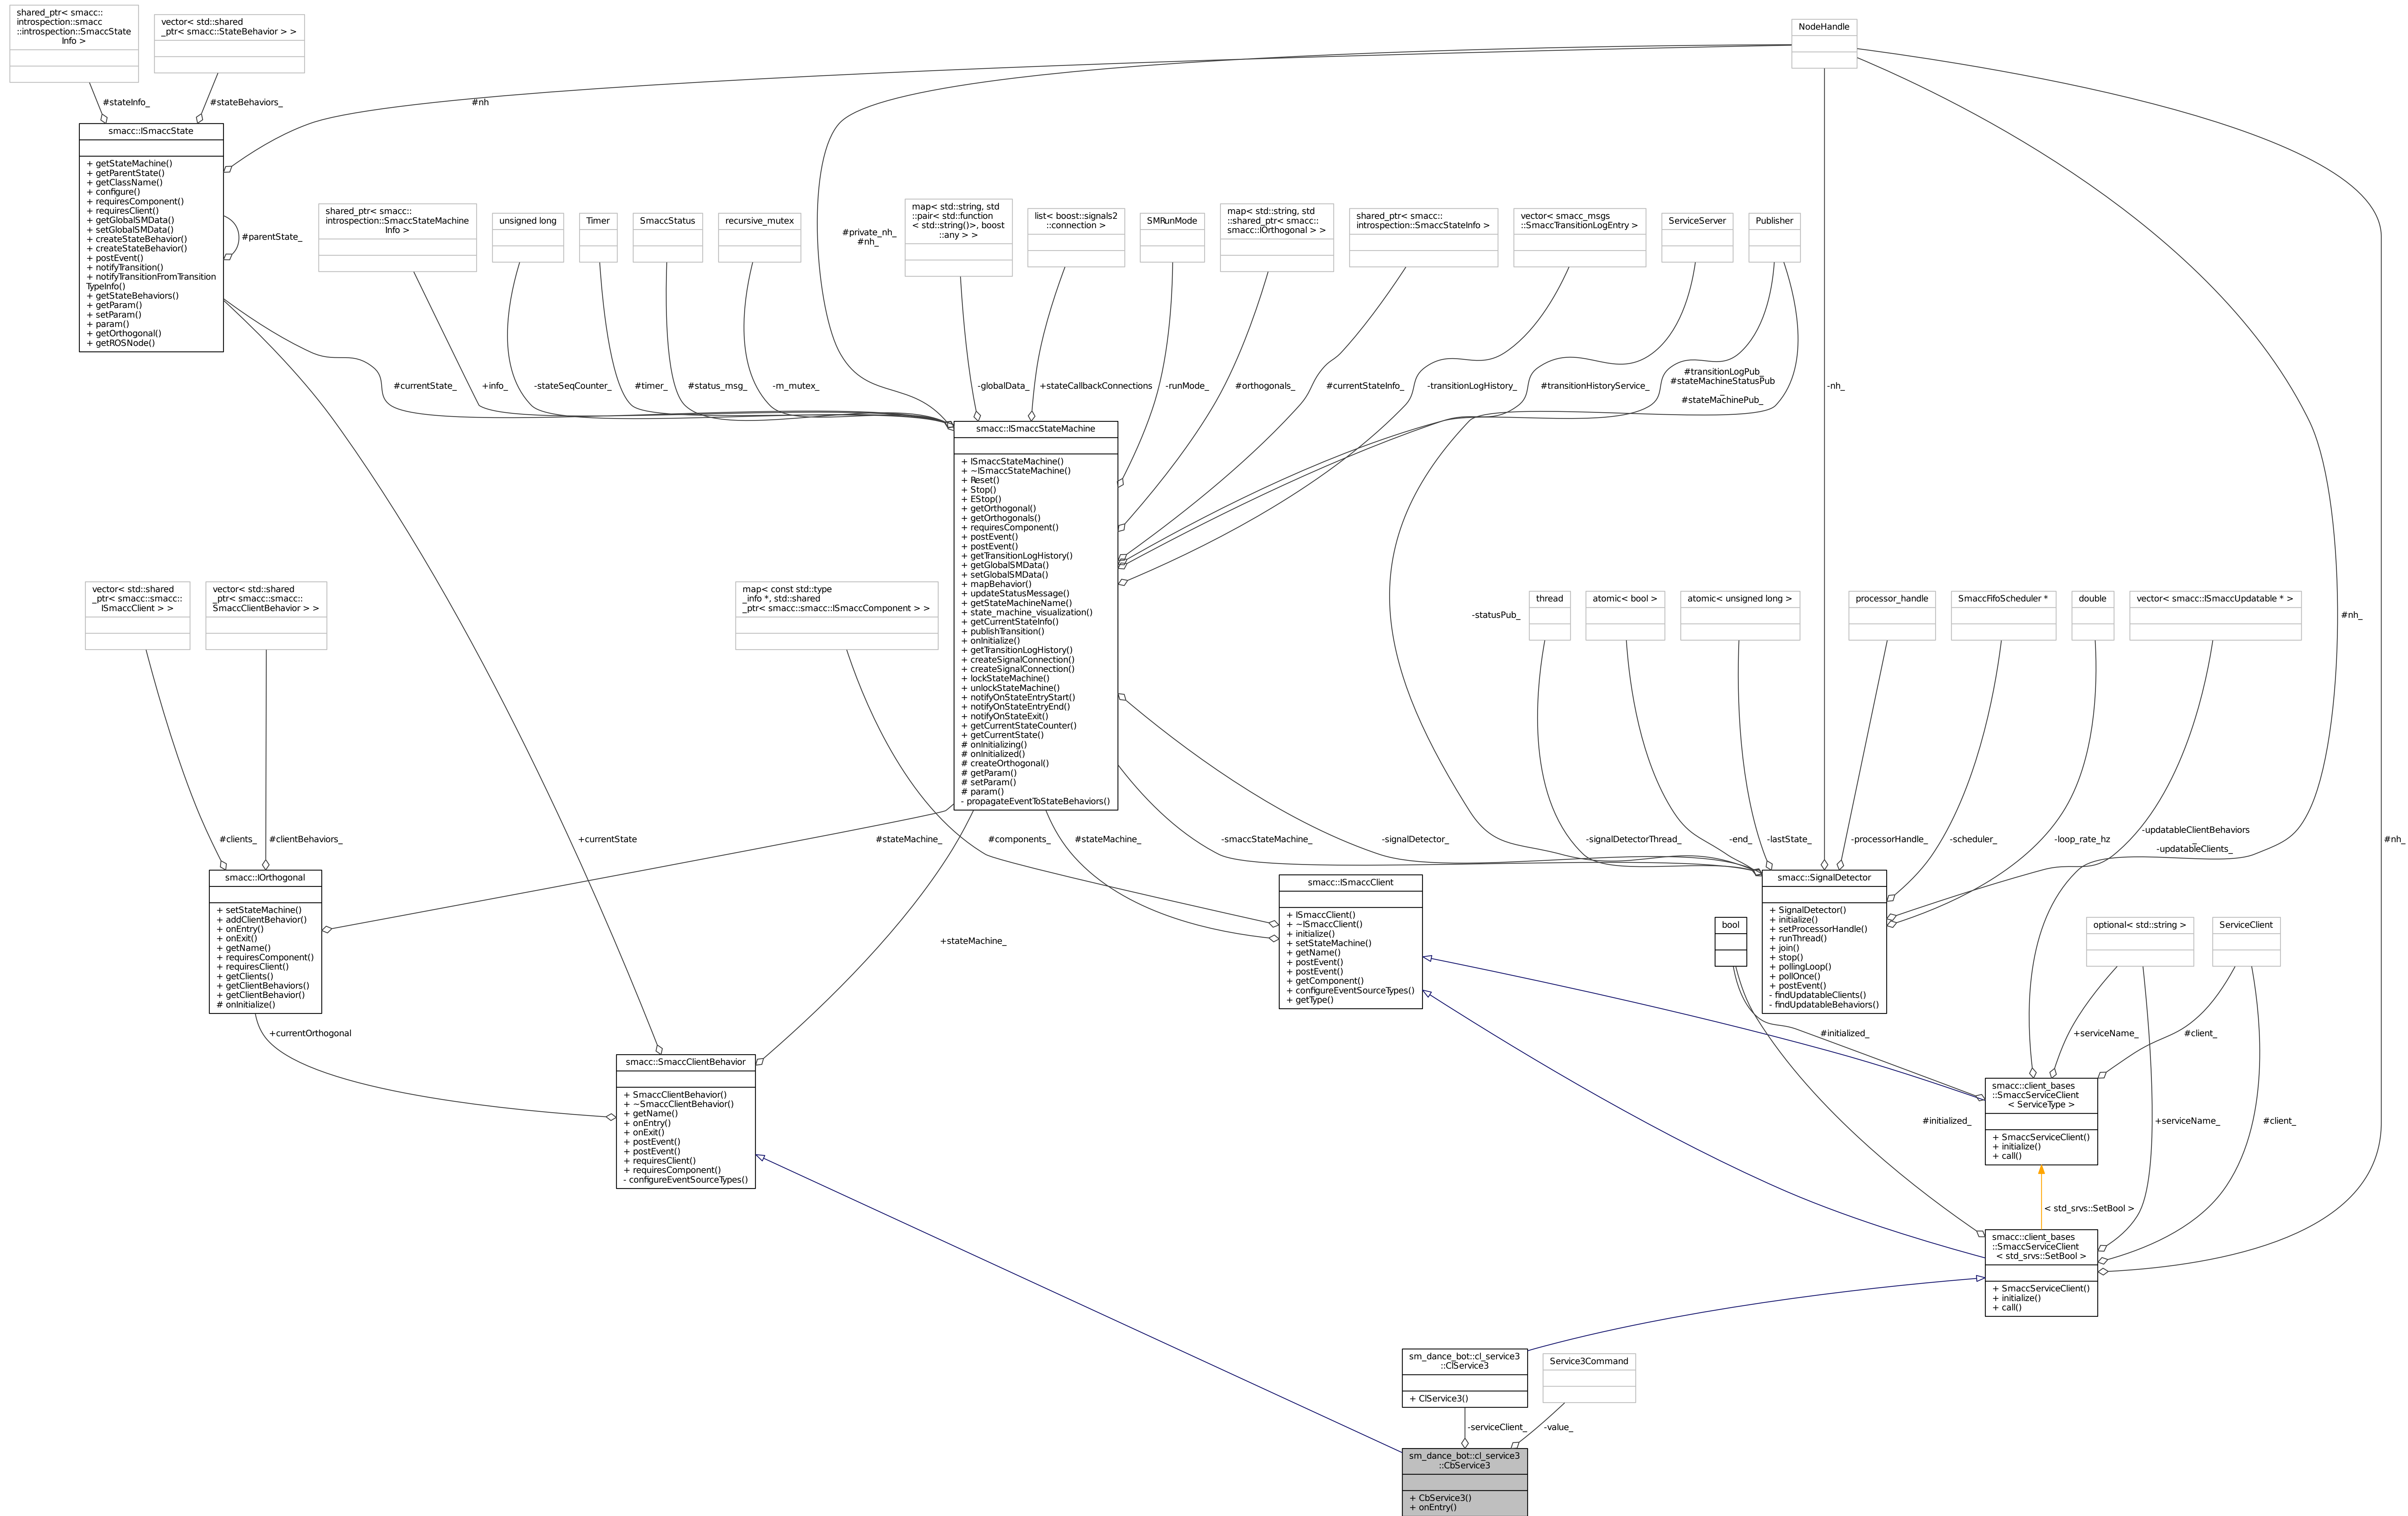 shared_ptr< smacc::
introspection::smacc
::introspection::SmaccState
Info >
vector< std::shared
_ptr< smacc::StateBehavior > >
NodeHandle
#stateInfo_
#stateBehaviors_
#nh
smacc::ISmaccState
+ getStateMachine()
+ getParentState()
+ getClassName()
+ configure()
+ requiresComponent()
+ requiresClient()
+ getGlobalSMData()
+ setGlobalSMData()
+ createStateBehavior()
+ createStateBehavior()
+ postEvent()
+ notifyTransition()
+ notifyTransitionFromTransition
TypeInfo()
+ getStateBehaviors()
+ getParam()
+ setParam()
+ param()
+ getOrthogonal()
+ getROSNode()
#parentState_
shared_ptr< smacc::
introspection::SmaccStateMachine
Info >
unsigned long
Timer
SmaccStatus
recursive_mutex
#private_nh_
#nh_
map< std::string, std
::pair< std::function
< std::string()>, boost
::any > >
list< boost::signals2
::connection >
SMRunMode
map< std::string, std
::shared_ptr< smacc::
smacc::IOrthogonal > >
shared_ptr< smacc::
introspection::SmaccStateInfo >
vector< smacc_msgs
::SmaccTransitionLogEntry >
ServiceServer
Publisher
#currentState_
+info_
-stateSeqCounter_
#timer_
#status_msg_
-m_mutex_
-globalData_
+stateCallbackConnections
-runMode_
#orthogonals_
#currentStateInfo_
-transitionLogHistory_
#transitionHistoryService_
#transitionLogPub_
#stateMachineStatusPub
_
#stateMachinePub_
-nh_
smacc::ISmaccStateMachine
+ ISmaccStateMachine()
+ ~ISmaccStateMachine()
+ Reset()
+ Stop()
+ EStop()
+ getOrthogonal()
+ getOrthogonals()
+ requiresComponent()
+ postEvent()
+ postEvent()
+ getTransitionLogHistory()
+ getGlobalSMData()
+ setGlobalSMData()
+ mapBehavior()
+ updateStatusMessage()
+ getStateMachineName()
+ state_machine_visualization()
+ getCurrentStateInfo()
+ publishTransition()
+ onInitialize()
+ getTransitionLogHistory()
+ createSignalConnection()
+ createSignalConnection()
+ lockStateMachine()
+ unlockStateMachine()
+ notifyOnStateEntryStart()
+ notifyOnStateEntryEnd()
+ notifyOnStateExit()
+ getCurrentStateCounter()
+ getCurrentState()
# onInitializing()
# onInitialized()
# createOrthogonal()
# getParam()
# setParam()
# param()
- propagateEventToStateBehaviors()
vector< std::shared
_ptr< smacc::smacc::
ISmaccClient > >
vector< std::shared
_ptr< smacc::smacc::
SmaccClientBehavior > >
map< const std::type
_info *, std::shared
_ptr< smacc::smacc::ISmaccComponent > >
-statusPub_
thread
atomic< bool >
atomic< unsigned long >
processor_handle
SmaccFifoScheduler *
double
vector< smacc::ISmaccUpdatable * >
#nh_
#clients_
#clientBehaviors_
+currentState
#stateMachine_
#components_
#stateMachine_
-smaccStateMachine_
-signalDetector_
-signalDetectorThread_
-end_
-lastState_
-processorHandle_
-scheduler_
-loop_rate_hz
-updatableClientBehaviors
_
-updatableClients_
#nh_
smacc::IOrthogonal
+ setStateMachine()
+ addClientBehavior()
+ onEntry()
+ onExit()
+ getName()
+ requiresComponent()
+ requiresClient()
+ getClients()
+ getClientBehaviors()
+ getClientBehavior()
# onInitialize()
+stateMachine_
smacc::ISmaccClient
+ ISmaccClient()
+ ~ISmaccClient()
+ initialize()
+ setStateMachine()
+ getName()
+ postEvent()
+ postEvent()
+ getComponent()
+ configureEventSourceTypes()
+ getType()
smacc::SignalDetector
+ SignalDetector()
+ initialize()
+ setProcessorHandle()
+ runThread()
+ join()
+ stop()
+ pollingLoop()
+ pollOnce()
+ postEvent()
- findUpdatableClients()
- findUpdatableBehaviors()
bool
optional< std::string >
ServiceClient
+currentOrthogonal
#initialized_
+serviceName_
#client_
smacc::SmaccClientBehavior
+ SmaccClientBehavior()
+ ~SmaccClientBehavior()
+ getName()
+ onEntry()
+ onExit()
+ postEvent()
+ postEvent()
+ requiresClient()
+ requiresComponent()
- configureEventSourceTypes()
smacc::client_bases
::SmaccServiceClient
< ServiceType >
+ SmaccServiceClient()
+ initialize()
+ call()
#initialized_
+serviceName_
#client_
< std_srvs::SetBool >
smacc::client_bases
::SmaccServiceClient
< std_srvs::SetBool >
+ SmaccServiceClient()
+ initialize()
+ call()
sm_dance_bot::cl_service3
::ClService3
+ ClService3()
Service3Command
-serviceClient_
-value_
sm_dance_bot::cl_service3
::CbService3
+ CbService3()
+ onEntry()